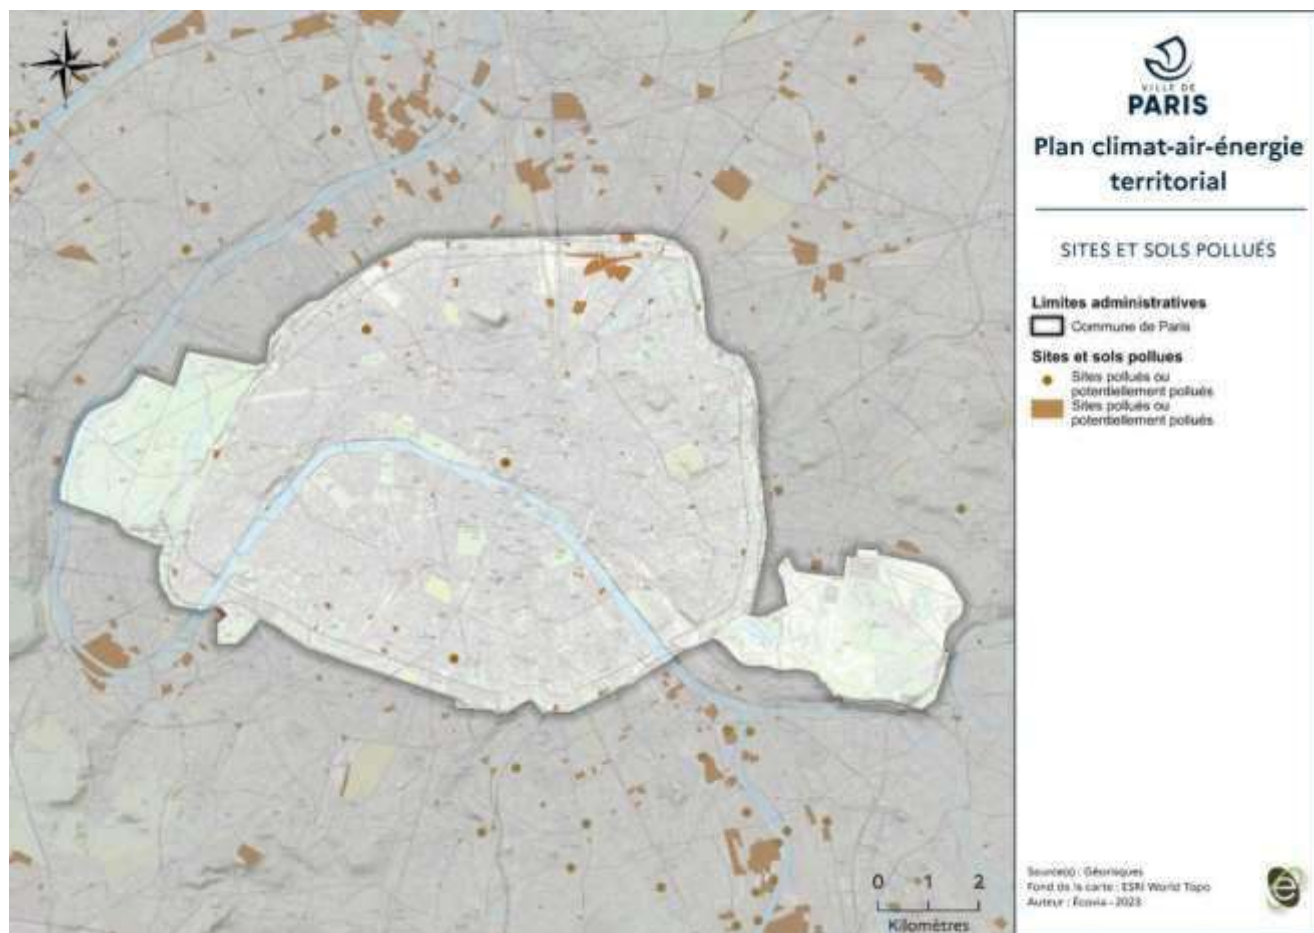 VILLE DE
PARIS
Plan climat-air-énergie
territorial
SITES ET SOLS POLLUÉS
Limites administratives
Commune de Paris
Sites et sols pollues
Sites pollués ou
potentiellement pollués
Sites pollués ou
potentiellement pollués
0 1 2
Kilomètres
Source(s) : Géorisques
Fond de la carte : ESRI World Topo
Auteur : Ecovia - 2023